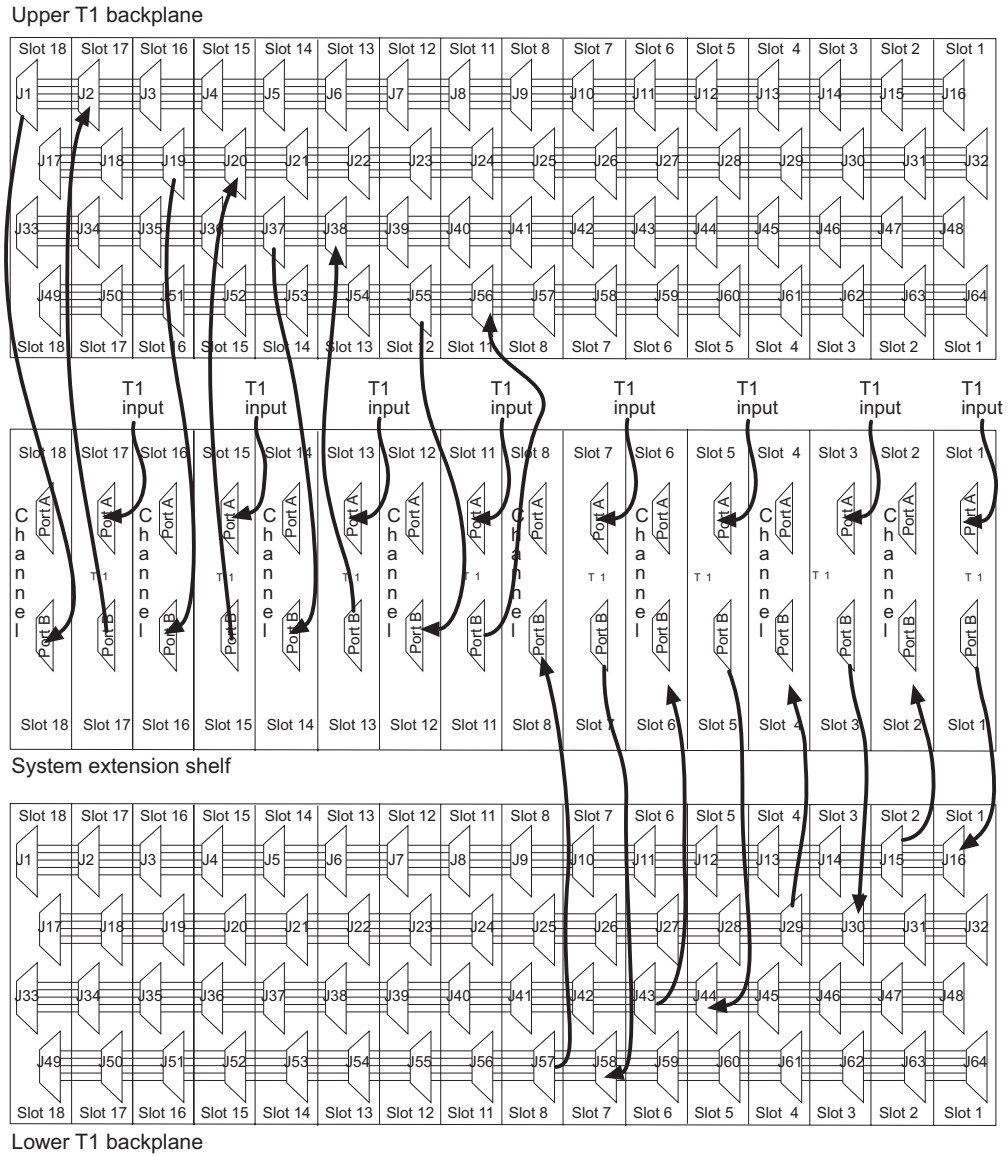 Upper T1 backplane
Slot 18 Slot 17 Slot 16 Slot 15 Slot 14 Slot 13 Slot 12 Slot 11 Slot 8 Slot 7 Slot 6 Slot 5 Slot 4 Slot 3 Slot 2 Slot 1
J1 J2 J3 J4 J5 J6 J7 J8 J9 J10 J11 J12 J13 J14 J15 J16
J17 J18 J19 J20 J21 J22 J23 J24 J25 J26 J27 J28 J29 J30 J31 J32
J33 J34 J35 J36 J37 J38 J39 J40 J41 J42 J43 J44 J45 J46 J47 J48
J49 J50 J51 J52 J53 J54 J55 J56 J57 J58 J59 J60 J61 J62 J63 J64
Slot 18 Slot 17 Slot 16 Slot 15 Slot 14 Slot 13 Slot 12 Slot 11 Slot 8 Slot 7 Slot 6 Slot 5 Slot 4 Slot 3 Slot 2 Slot 1
T1 T1 T1 T1 T1 T1 T1 T1
input input input input input input input input
Slot 18 Slot 17 Slot 16 Slot 15 Slot 14 Slot 13 Slot 12 Slot 11 Slot 8 Slot 7 Slot 6 Slot 5 Slot 4 Slot 3 Slot 2 Slot 1
Port A Port A Port A Port A Port A Port A Port A Port A Port A Port A Port A Port A Port A Port A Port A Port A
Channel Channel Channel Channel Channel Channel Channel Channel
T 1 T 1 T 1 T 1 T 1 T 1 T 1 T 1
Port B Port B Port B Port B Port B Port B Port B Port B Port B Port B Port B Port B Port B Port B Port B Port B
Slot 18 Slot 17 Slot 16 Slot 15 Slot 14 Slot 13 Slot 12 Slot 11 Slot 8 Slot 7 Slot 6 Slot 5 Slot 4 Slot 3 Slot 2 Slot 1
System extension shelf
Slot 18 Slot 17 Slot 16 Slot 15 Slot 14 Slot 13 Slot 12 Slot 11 Slot 8 Slot 7 Slot 6 Slot 5 Slot 4 Slot 3 Slot 2 Slot 1
J1 J2 J3 J4 J5 J6 J7 J8 J9 J10 J11 J12 J13 J14 J15 J16
J17 J18 J19 J20 J21 J22 J23 J24 J25 J26 J27 J28 J29 J30 J31 J32
J33 J34 J35 J36 J37 J38 J39 J40 J41 J42 J43 J44 J45 J46 J47 J48
J49 J50 J51 J52 J53 J54 J55 J56 J57 J58 J59 J60 J61 J62 J63 J64
Slot 18 Slot 17 Slot 16 Slot 15 Slot 14 Slot 13 Slot 12 Slot 11 Slot 8 Slot 7 Slot 6 Slot 5 Slot 4 Slot 3 Slot 2 Slot 1
Lower T1 backplane